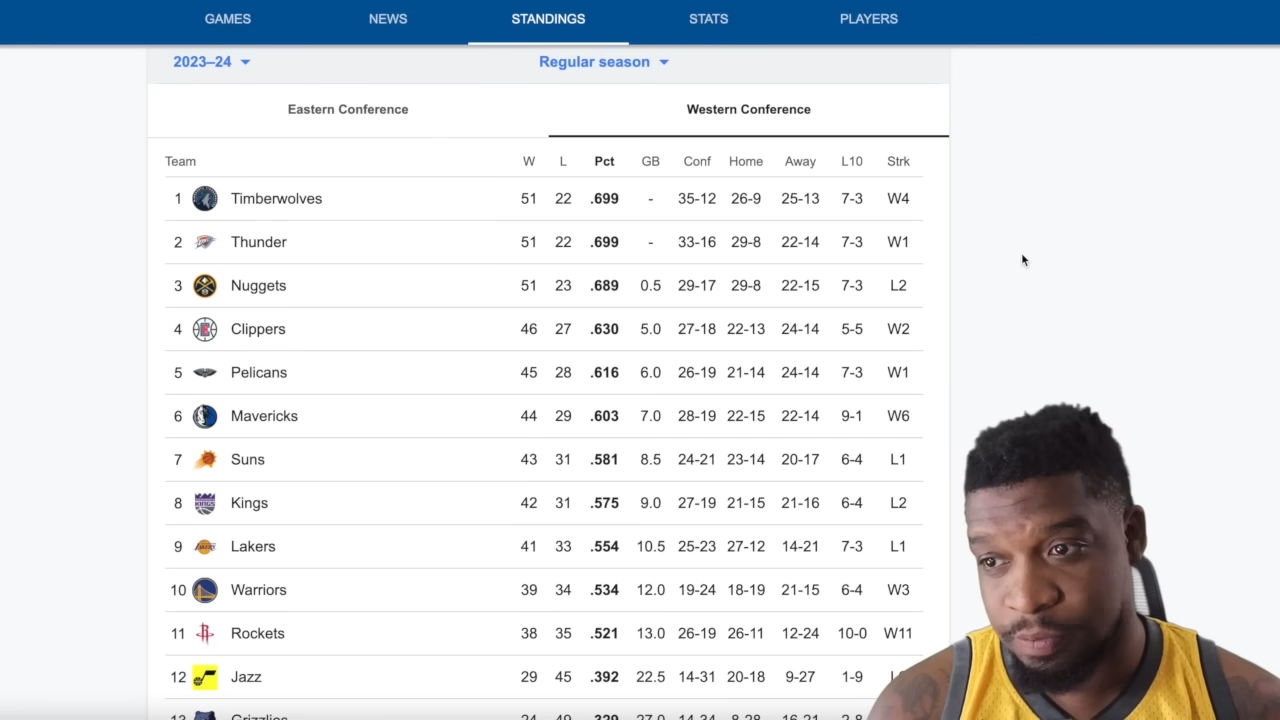 GAMES NEWS STANDINGS STATS PLAYERS
2023–24 Regular season
Eastern Conference Western Conference
Team W L Pct GB Conf Home Away L10 Strk
1 Timberwolves 51 22 .699 - 35-12 26-9 25-13 7-3 W4
2 Thunder 51 22 .699 - 33-16 29-8 22-14 7-3 W1
3 Nuggets 51 23 .689 0.5 29-17 29-8 22-15 7-3 L2
4 Clippers 46 27 .630 5.0 27-18 22-13 24-14 5-5 W2
5 Pelicans 45 28 .616 6.0 26-19 21-14 24-14 7-3 W1
6 Mavericks 44 29 .603 7.0 28-19 22-15 22-14 9-1 W6
7 Suns 43 31 .581 8.5 24-21 23-14 20-17 6-4 L1
8 Kings 42 31 .575 9.0 27-19 21-15 21-16 6-4 L2
9 Lakers 41 33 .554 10.5 25-23 27-12 14-21 7-3 L1
10 Warriors 39 34 .534 12.0 19-24 18-19 21-15 6-4 W3
11 Rockets 38 35 .521 13.0 26-19 26-11 12-24 10-0 W11
12 Jazz 29 45 .392 22.5 14-31 20-18 9-27 1-9
Grizzlies